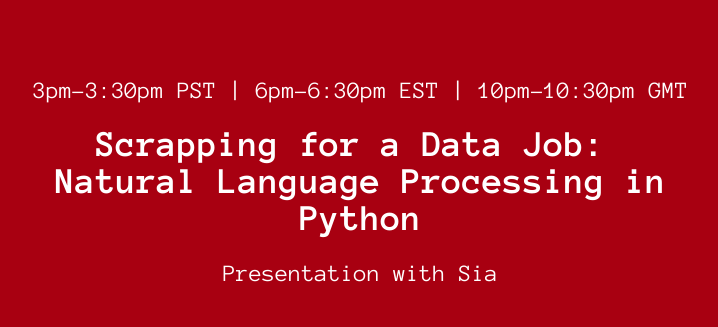 3pm-3:30pm PST | 6pm-6:30pm EST | 10pm-10:30pm GMT
Scrapping for a Data Job:
Natural Language Processing in
Python
Presentation with Sia